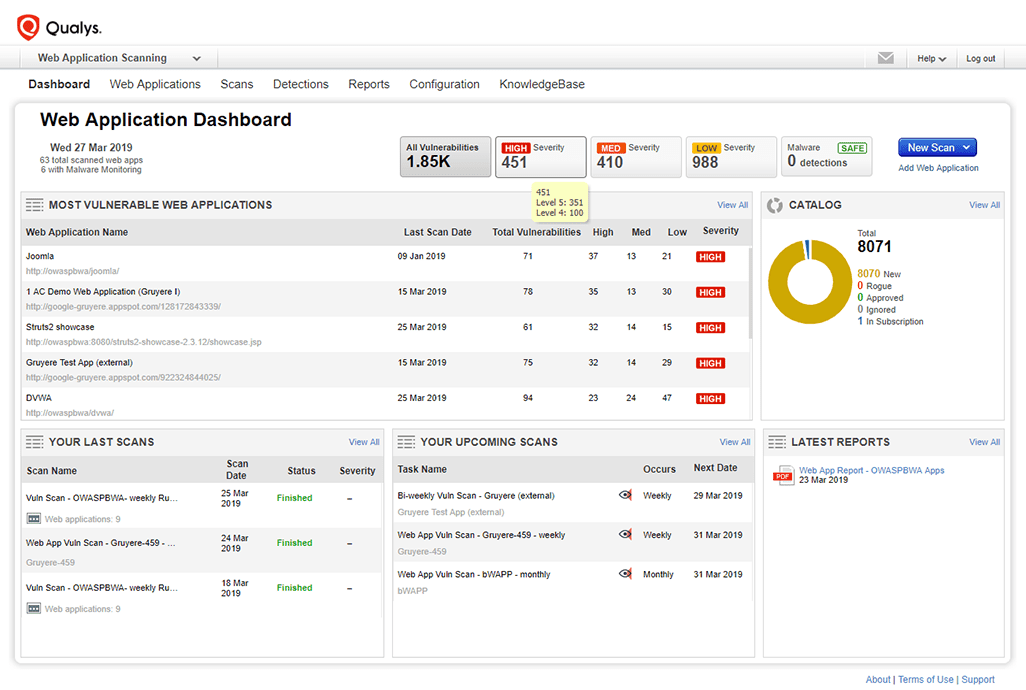 Qualys.
Web Application Scanning
Help
Log out
Dashboard Web Applications Scans Detections Reports Configuration KnowledgeBase
Web Application Dashboard
Wed 27 Mar 2019
63 total scanned web apps
6 with Malware Monitoring
All Vulnerabilities
1.85K
HIGH Severity
451
MED Severity
410
LOW Severity
988
Malware SAFE
0 detections
New Scan
Add Web Application
451
Level 5: 351
Level 4: 100
MOST VULNERABLE WEB APPLICATIONS View All
Web Application Name Last Scan Date Total Vulnerabilities High Med Low Severity
Joomla 09 Jan 2019 71 37 13 21 HIGH
http://owaspbwa/joomla/
1 AC Demo Web Application (Gruyere I) 15 Mar 2019 78 35 13 30 HIGH
http://google-gruyere.appspot.com/128172843339/
Struts2 showcase 25 Mar 2019 61 32 14 15 HIGH
http://owaspbwa:8080/struts2-showcase-2.3.12/showcase.jsp
Gruyere Test App (external) 15 Mar 2019 75 32 14 29 HIGH
http://google-gruyere.appspot.com/922324844025/
DVWA 25 Mar 2019 94 23 24 47 HIGH
http://owaspbwa/dvwa/
CATALOG View All
Total
8071
8070 New
0 Rogue
0 Approved
0 Ignored
1 In Subscription
YOUR LAST SCANS View All
Scan Name Scan Date Status Severity
Vuln Scan - OWASPBWA- weekly Ru... 25 Mar 2019 Finished –
Web applications: 9
Web App Vuln Scan - Gruyere-459 - ... 24 Mar 2019 Finished –
Gruyere-459
Vuln Scan - OWASPBWA- weekly Ru... 18 Mar 2019 Finished –
Web applications: 9
YOUR UPCOMING SCANS View All
Task Name Occurs Next Date
Bi-weekly Vuln Scan - Gruyere (external) Weekly 29 Mar 2019
Gruyere Test App (external)
Web App Vuln Scan - Gruyere-459 - weekly Weekly 31 Mar 2019
Gruyere-459
Web App Vuln Scan - bWAPP - monthly Monthly 31 Mar 2019
bWAPP
LATEST REPORTS View All
PDF Web App Report - OWASPBWA Apps
23 Mar 2019
About | Terms of Use | Support